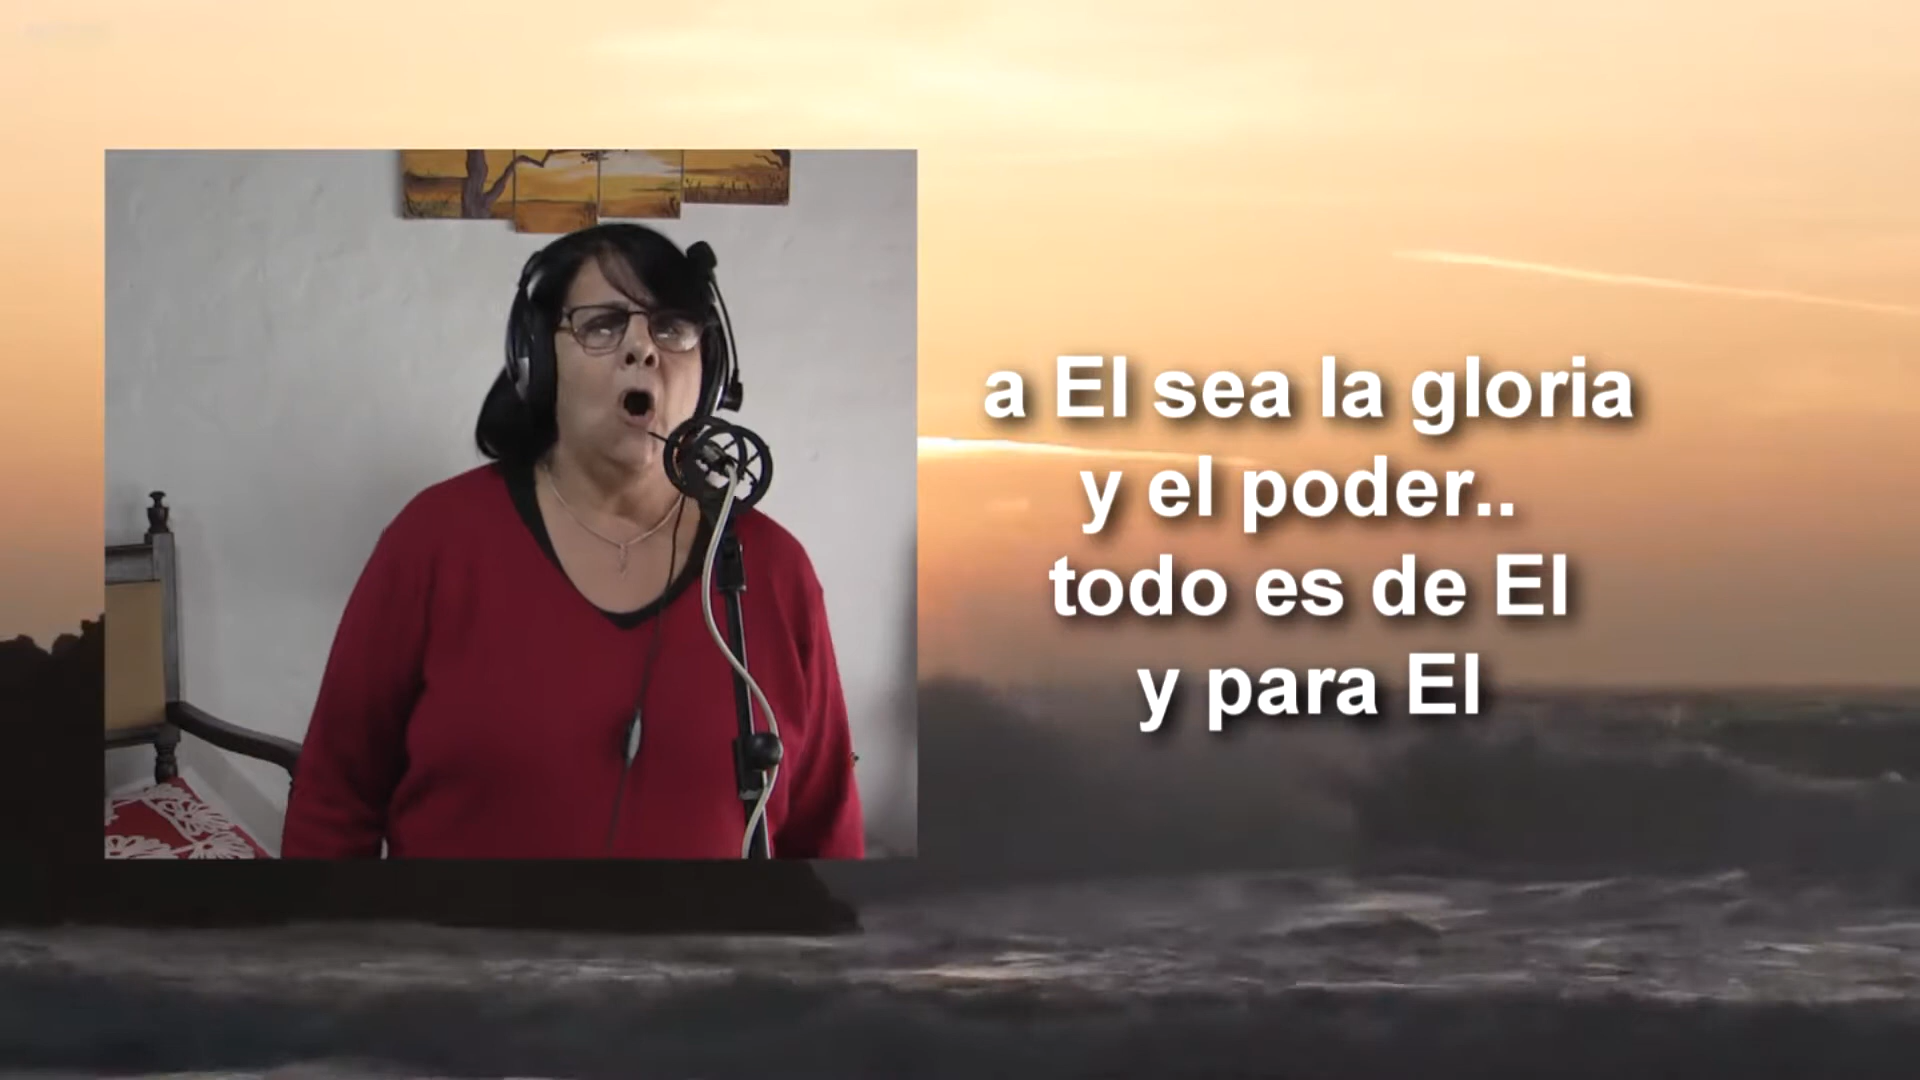 a El sea la gloria
y el poder..
todo es de El
y para El